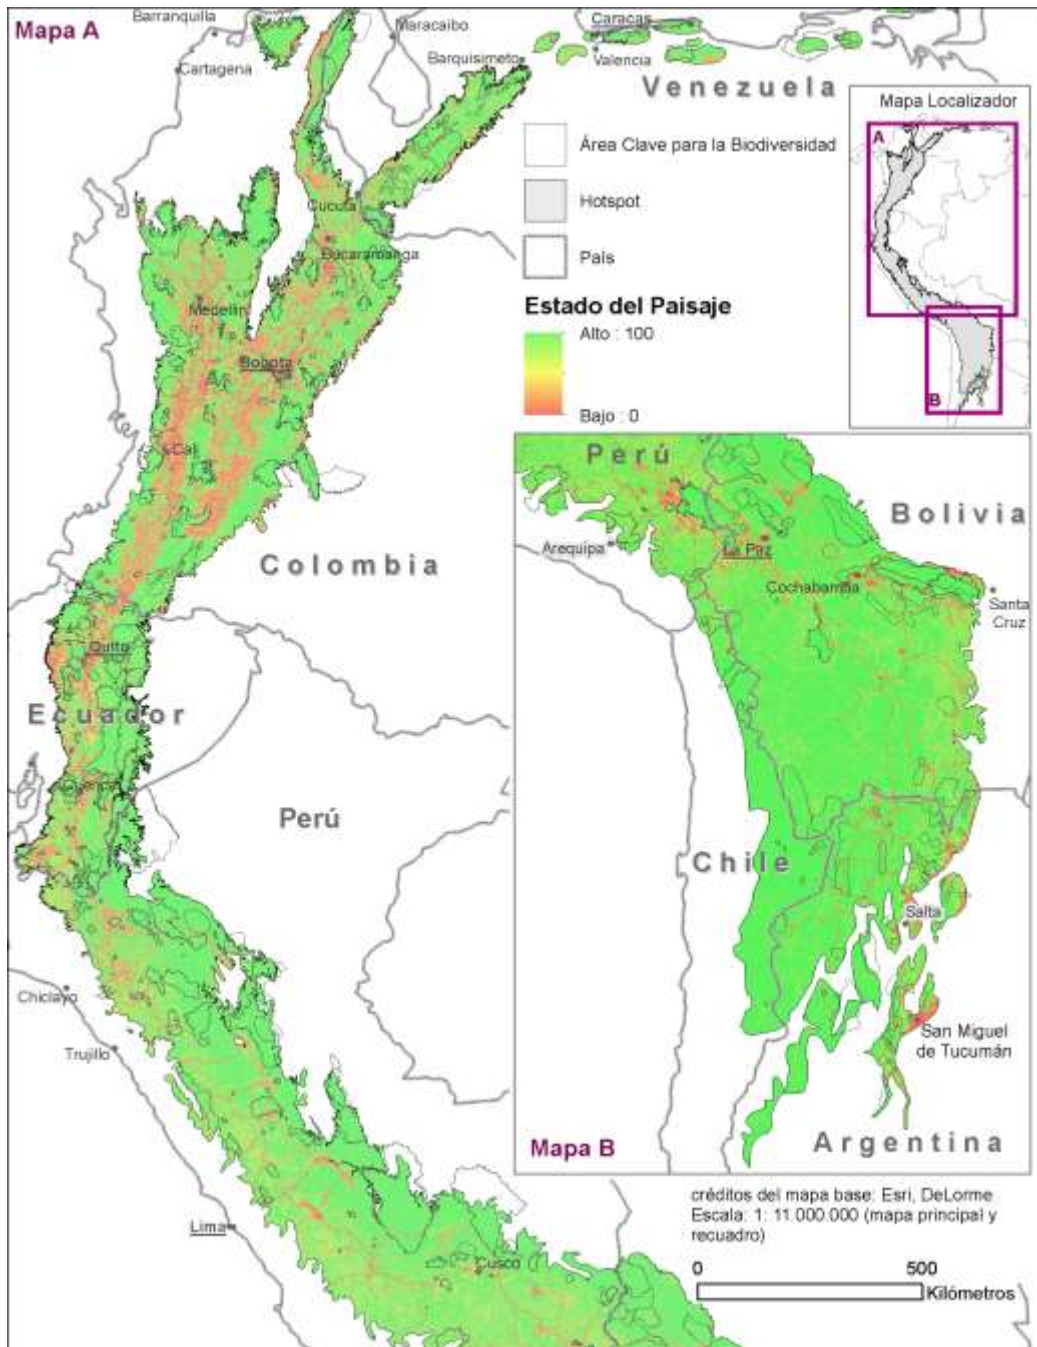 Mapa A
Barranquilla
Maracaibo
Caracas
Cartagena
Barquisimeto
Valencia
Venezuela
Mapa Localizador
A
B
Área Clave para la Biodiversidad
Hotspot
País
Estado del Paisaje
Alto : 100
Bajo : 0
Cucuta
Bucaramanga
Medellin
Bobota
Cali
Colombia
Quito
Ecuador
Perú
Chiclayo
Trujillo
Lima
Cusco
Perú
Bolivia
Arequipa
La Paz
Cochabamba
Santa
Cruz
Chile
Salta
San Miguel
de Tucumán
Argentina
Mapa B
créditos del mapa base: Esri, DeLorme
Escala: 1: 11.000.000 (mapa principal y
recuadro)
0 500
Kilómetros